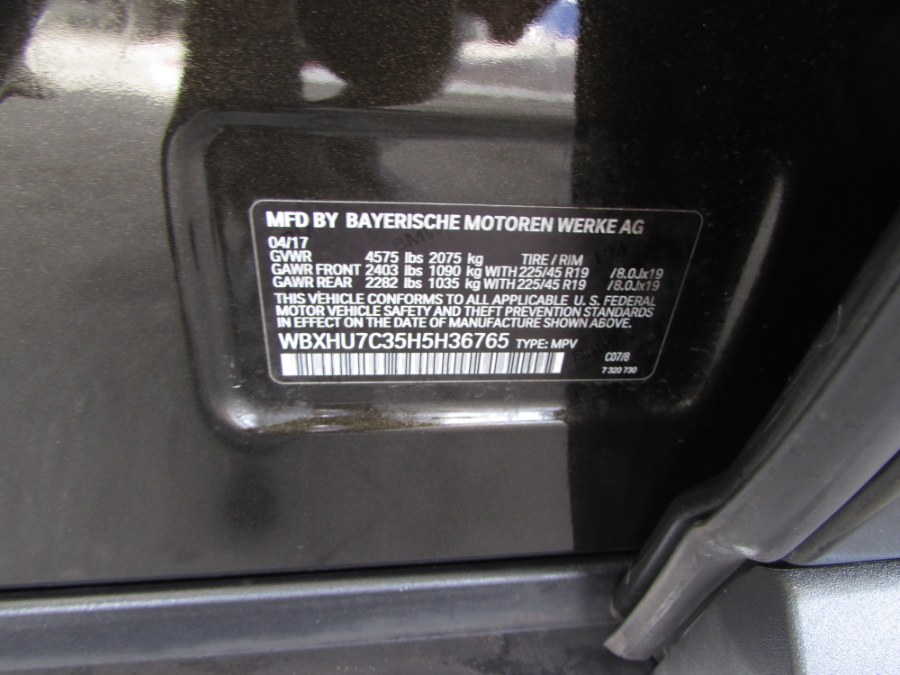 MFD BY BAYERISCHE MOTOREN WERKE AG
04/17
GVWR 4575 lbs 2075 kg TIRE / RIM
GAWR FRONT 2403 lbs 1090 kg WITH 225/45 R19 /8.0Jx19
GAWR REAR 2282 lbs 1035 kg WITH 225/45 R19 /8.0Jx19
THIS VEHICLE CONFORMS TO ALL APPLICABLE U.S. FEDERAL
MOTOR VEHICLE SAFETY AND THEFT PREVENTION STANDARDS
IN EFFECT ON THE DATE OF MANUFACTURE SHOWN ABOVE.
WBXHU7C35H5H36765 TYPE: MPV
C07/8
7 320 730